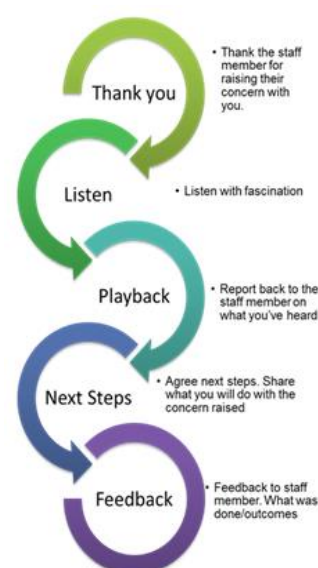 Thank you
• Thank the staff
member for
raising their
concern with
you.
Listen
• Listen with fascination
Playback
• Report back to the
staff member on
what you've heard
Next Steps
• Agree next steps. Share
what you will do with the
concern raised
Feedback
• Feedback to staff
member. What was
done/outcomes